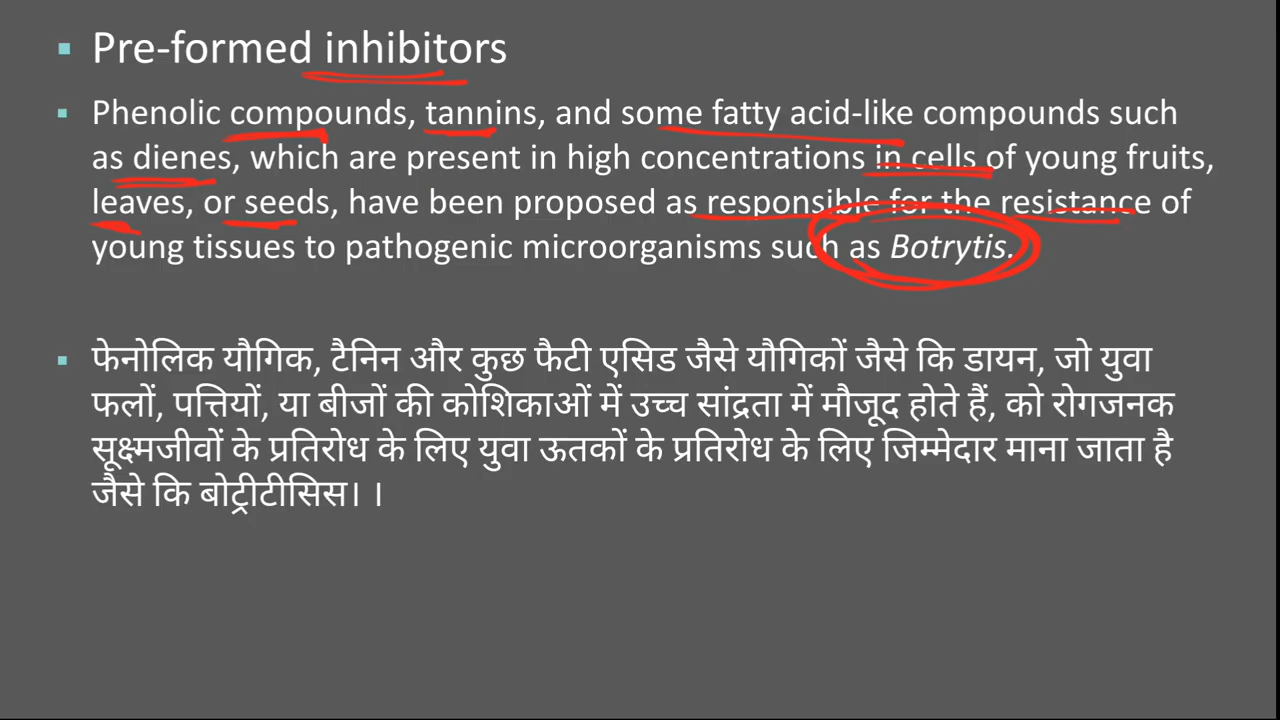 Pre-formed inhibitors
Phenolic compounds, tannins, and some fatty acid-like compounds such
as dienes, which are present in high concentrations in cells of young fruits,
leaves, or seeds, have been proposed as responsible for the resistance of
young tissues to pathogenic microorganisms such as Botrytis.
फेनोलिक यौगिक, टैनिन और कुछ फैटी एसिड जैसे यौगिकों जैसे कि डायन, जो युवा
फलों, पत्तियों, या बीजों की कोशिकाओं में उच्च सांद्रता में मौजूद होते हैं, को रोगजनक
सूक्ष्मजीवों के प्रतिरोध के लिए युवा ऊतकों के प्रतिरोध के लिए जिम्मेदार माना जाता है
जैसे कि बोट्रीटीसिस। ।